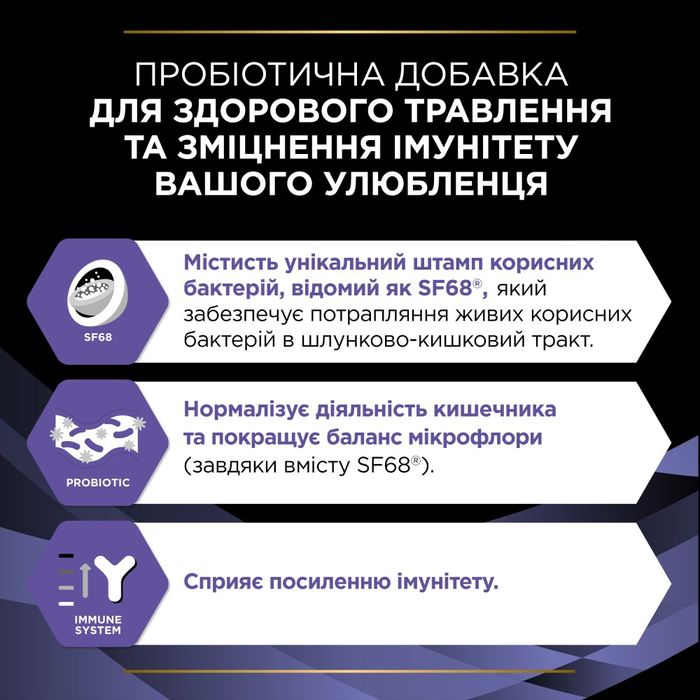 ПРОБІОТИЧНА ДОБАВКА
ДЛЯ ЗДОРОВОГО ТРАВЛЕННЯ
ТА ЗМІЦНЕННЯ ІМУНІТЕТУ
ВАШОГО УЛЮБЛЕНЦЯ
SF68
Містисть унікальний штамп корисних
бактерій, відомий як SF68®, який
забезпечує потрапляння живих корисних
бактерій в шлунково-кишковий тракт.
PROBIOTIC
Нормалізує діяльність кишечника
та покращує баланс мікрофлори
(завдяки вмісту SF68®).
IMMUNE
SYSTEM
Сприяє посиленню імунітету.